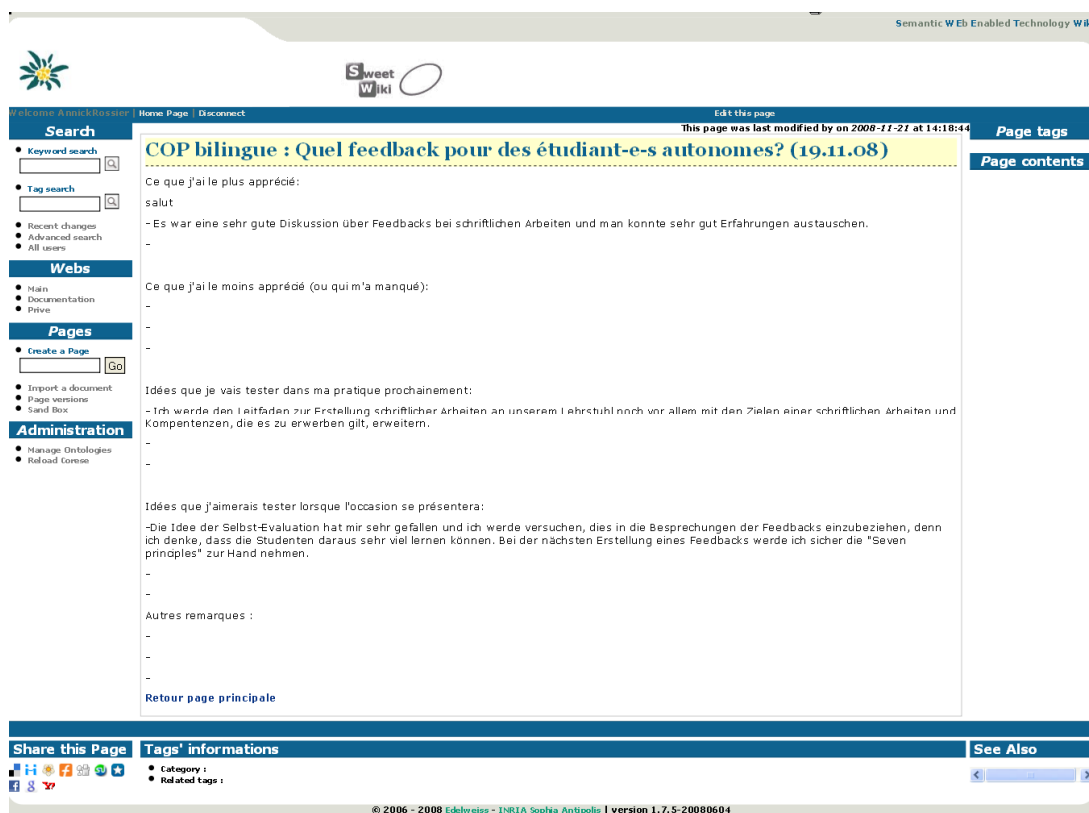 Semantic WEb Enabled Technology
Sweet
Wiki
Welcome AnnickRossier | Home Page | Disconnect
Edit this page
This page was last modified by on 2008-11-21 at 14:18:44
Search
Keyword search
Tag search
Recent changes
Advanced search
All users
Webs
Main
Documentation
Prive
Pages
Create a Page
Go
Import a document
Page versions
Sand Box
Administration
Manage Ontologies
Reload Corese
COP bilingue : Quel feedback pour des étudiant-e-s autonomes? (19.11.08)
Ce que j'ai le plus apprécié:
salut
- Es war eine sehr gute Diskussion über Feedbacks bei schriftlichen Arbeiten und man konnte sehr gut Erfahrungen austauschen.
-
Ce que j'ai le moins apprécié (ou qui m'a manqué):
-
-
-
Idées que je vais tester dans ma pratique prochainement:
- Ich werde den Leitfaden zur Erstellung schriftlicher Arbeiten an unserem Lehrstuhl noch vor allem mit den Zielen einer schriftlichen Arbeiten und
Kompentenzen, die es zu erwerben gilt, erweitern.
-
-
Idées que j'aimerais tester lorsque l'occasion se présentera:
-Die Idee der Selbst-Evaluation hat mir sehr gefallen und ich werde versuchen, dies in die Besprechungen der Feedbacks einzubeziehen, denn
ich denke, dass die Studenten daraus sehr viel lernen können. Bei der nächsten Erstellung eines Feedbacks werde ich sicher die "Seven
principles" zur Hand nehmen.
-
-
Autres remarques :
-
-
-
Retour page principale
Page tags
Page contents
Share this Page
Tags' informations
Category :
Related tags :
See Also
© 2006 - 2008 Edelweiss - INRIA Sophia Antipolis | version 1.7.5-20080604